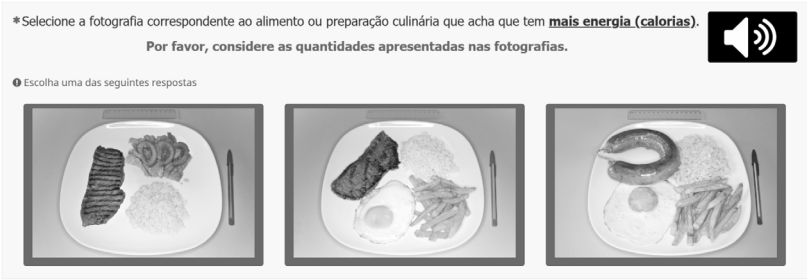 *Selecione a fotografia correspondente ao alimento ou preparação culinária que acha que tem mais energia (calorias).
Por favor, considere as quantidades apresentadas nas fotografias.
Escolha uma das seguintes respostas